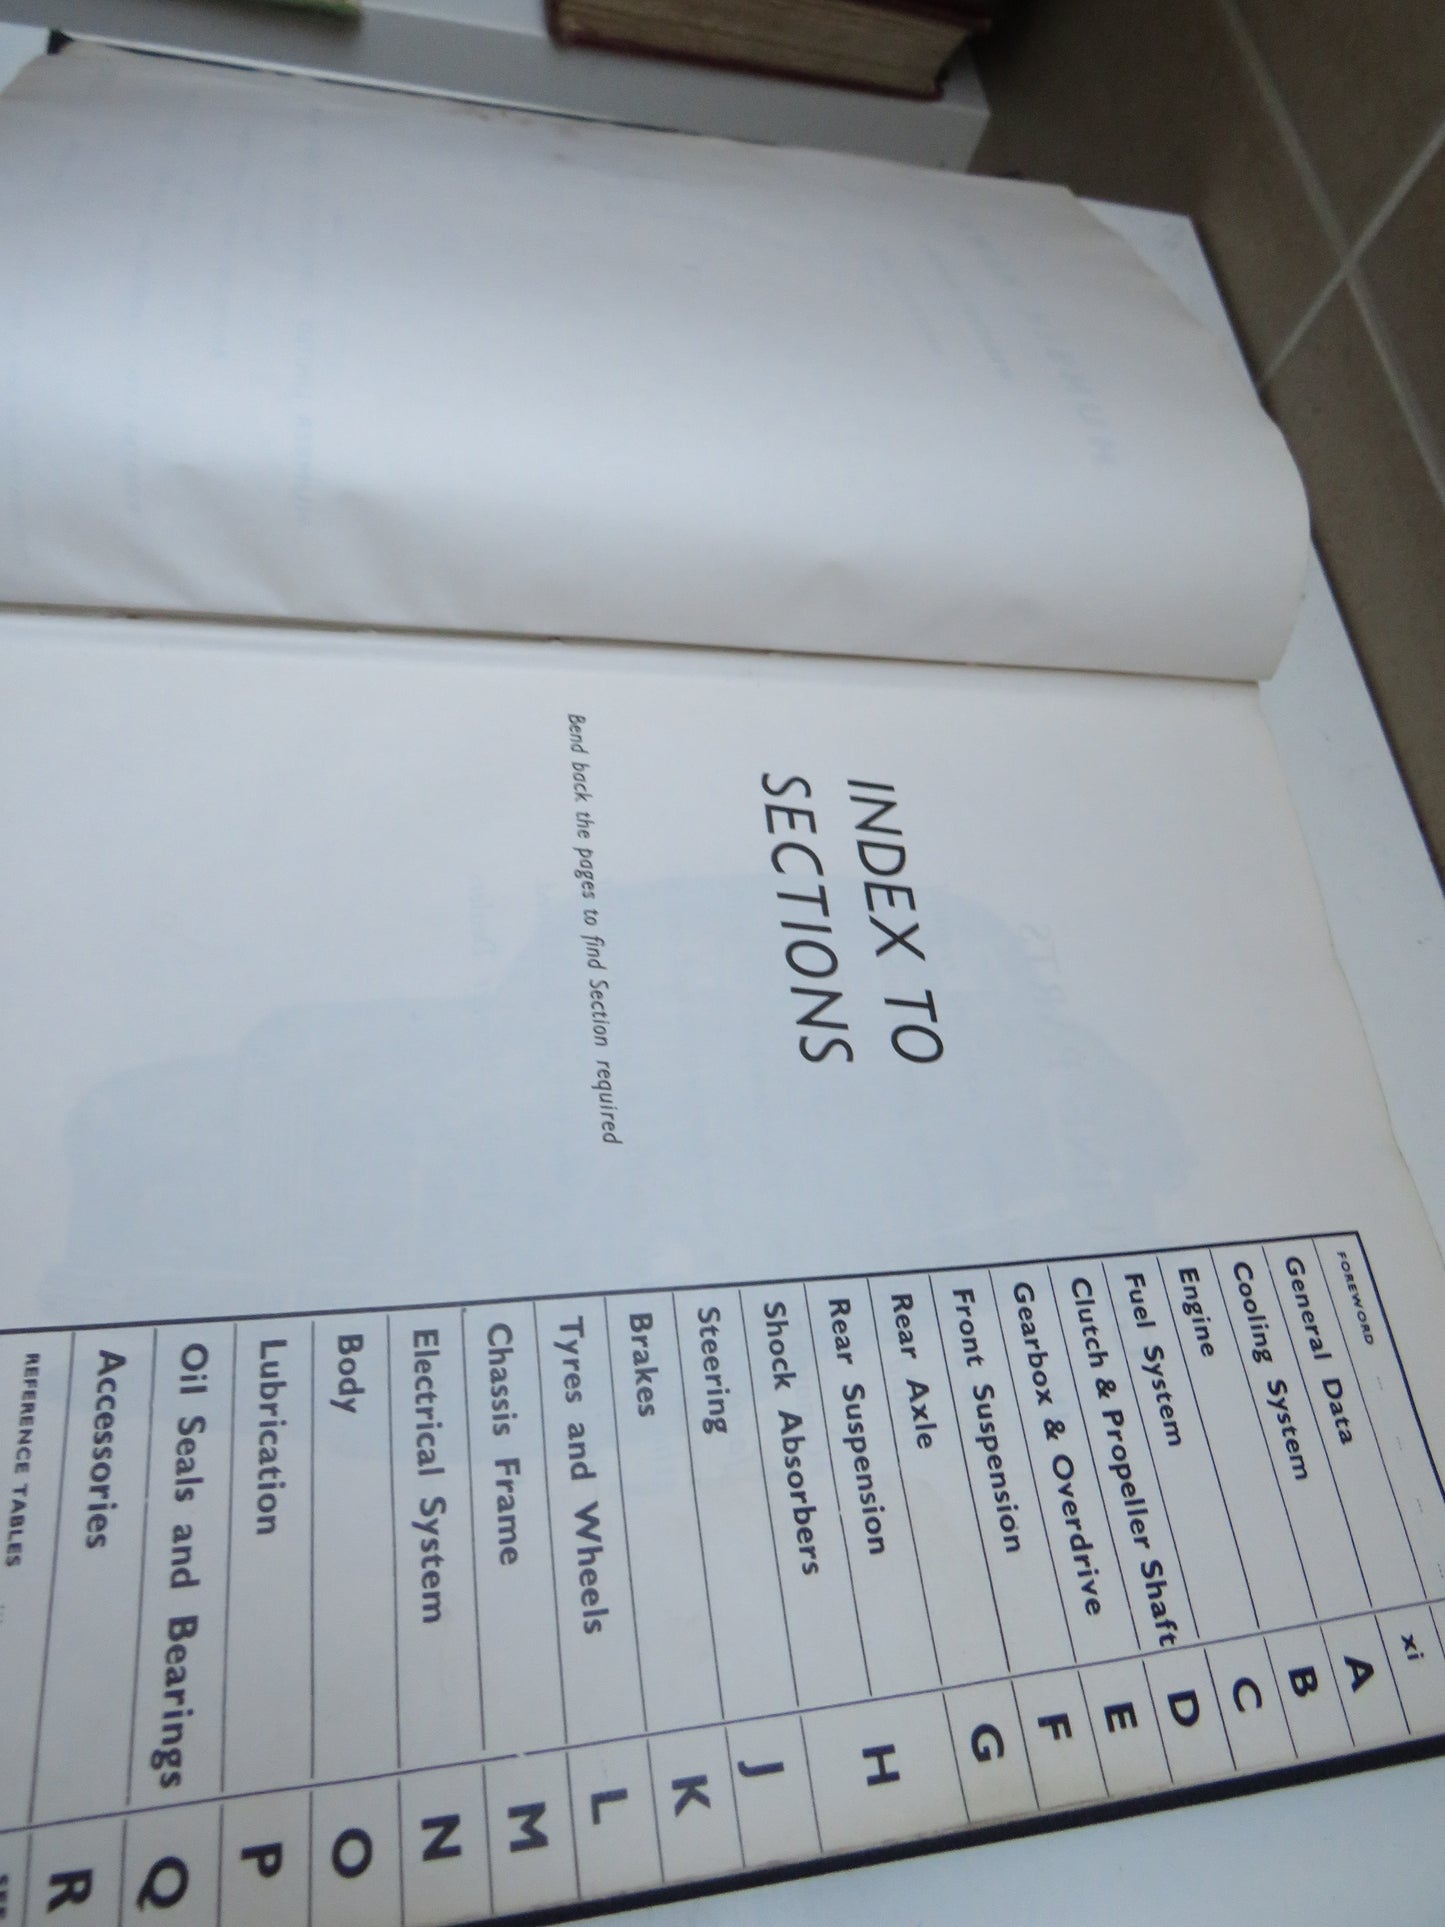 INDEX TO
SECTIONS
Bend back the pages to find Section required
FOREWORD
General Data xi
Cooling System A
Engine B
Fuel System C
Clutch & Propeller Shaft D
Gearbox & Overdrive E
Front Suspension F
Rear Axle G
Rear Suspension H
Shock Absorbers
Steering J
Brakes K
Tyres and Wheels L
Chassis Frame M
Electrical System N
Body O
Lubrication P
Oil Seals and Bearings Q
Accessories R
REFERENCE TABLES